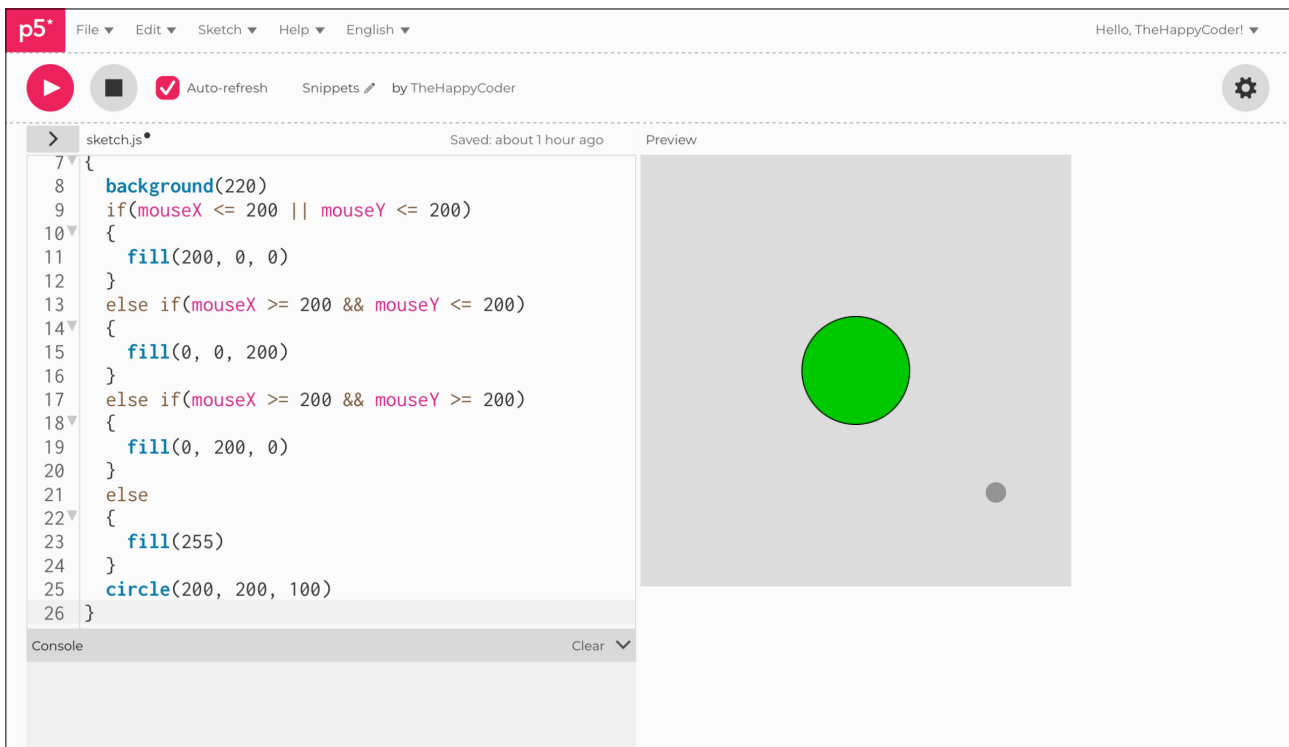 p5* File Edit Sketch Help English Hello, TheHappyCoder!
Auto-refresh Snippets by TheHappyCoder
sketch.js Saved: about 1 hour ago Preview
7 {
8 background(220)
9 if(mouseX <= 200 || mouseY <= 200)
10 {
11 fill(200, 0, 0)
12 }
13 else if(mouseX >= 200 && mouseY <= 200)
14 {
15 fill(0, 0, 200)
16 }
17 else if(mouseX >= 200 && mouseY >= 200)
18 {
19 fill(0, 200, 0)
20 }
21 else
22 {
23 fill(255)
24 }
25 circle(200, 200, 100)
26 }
Console Clear